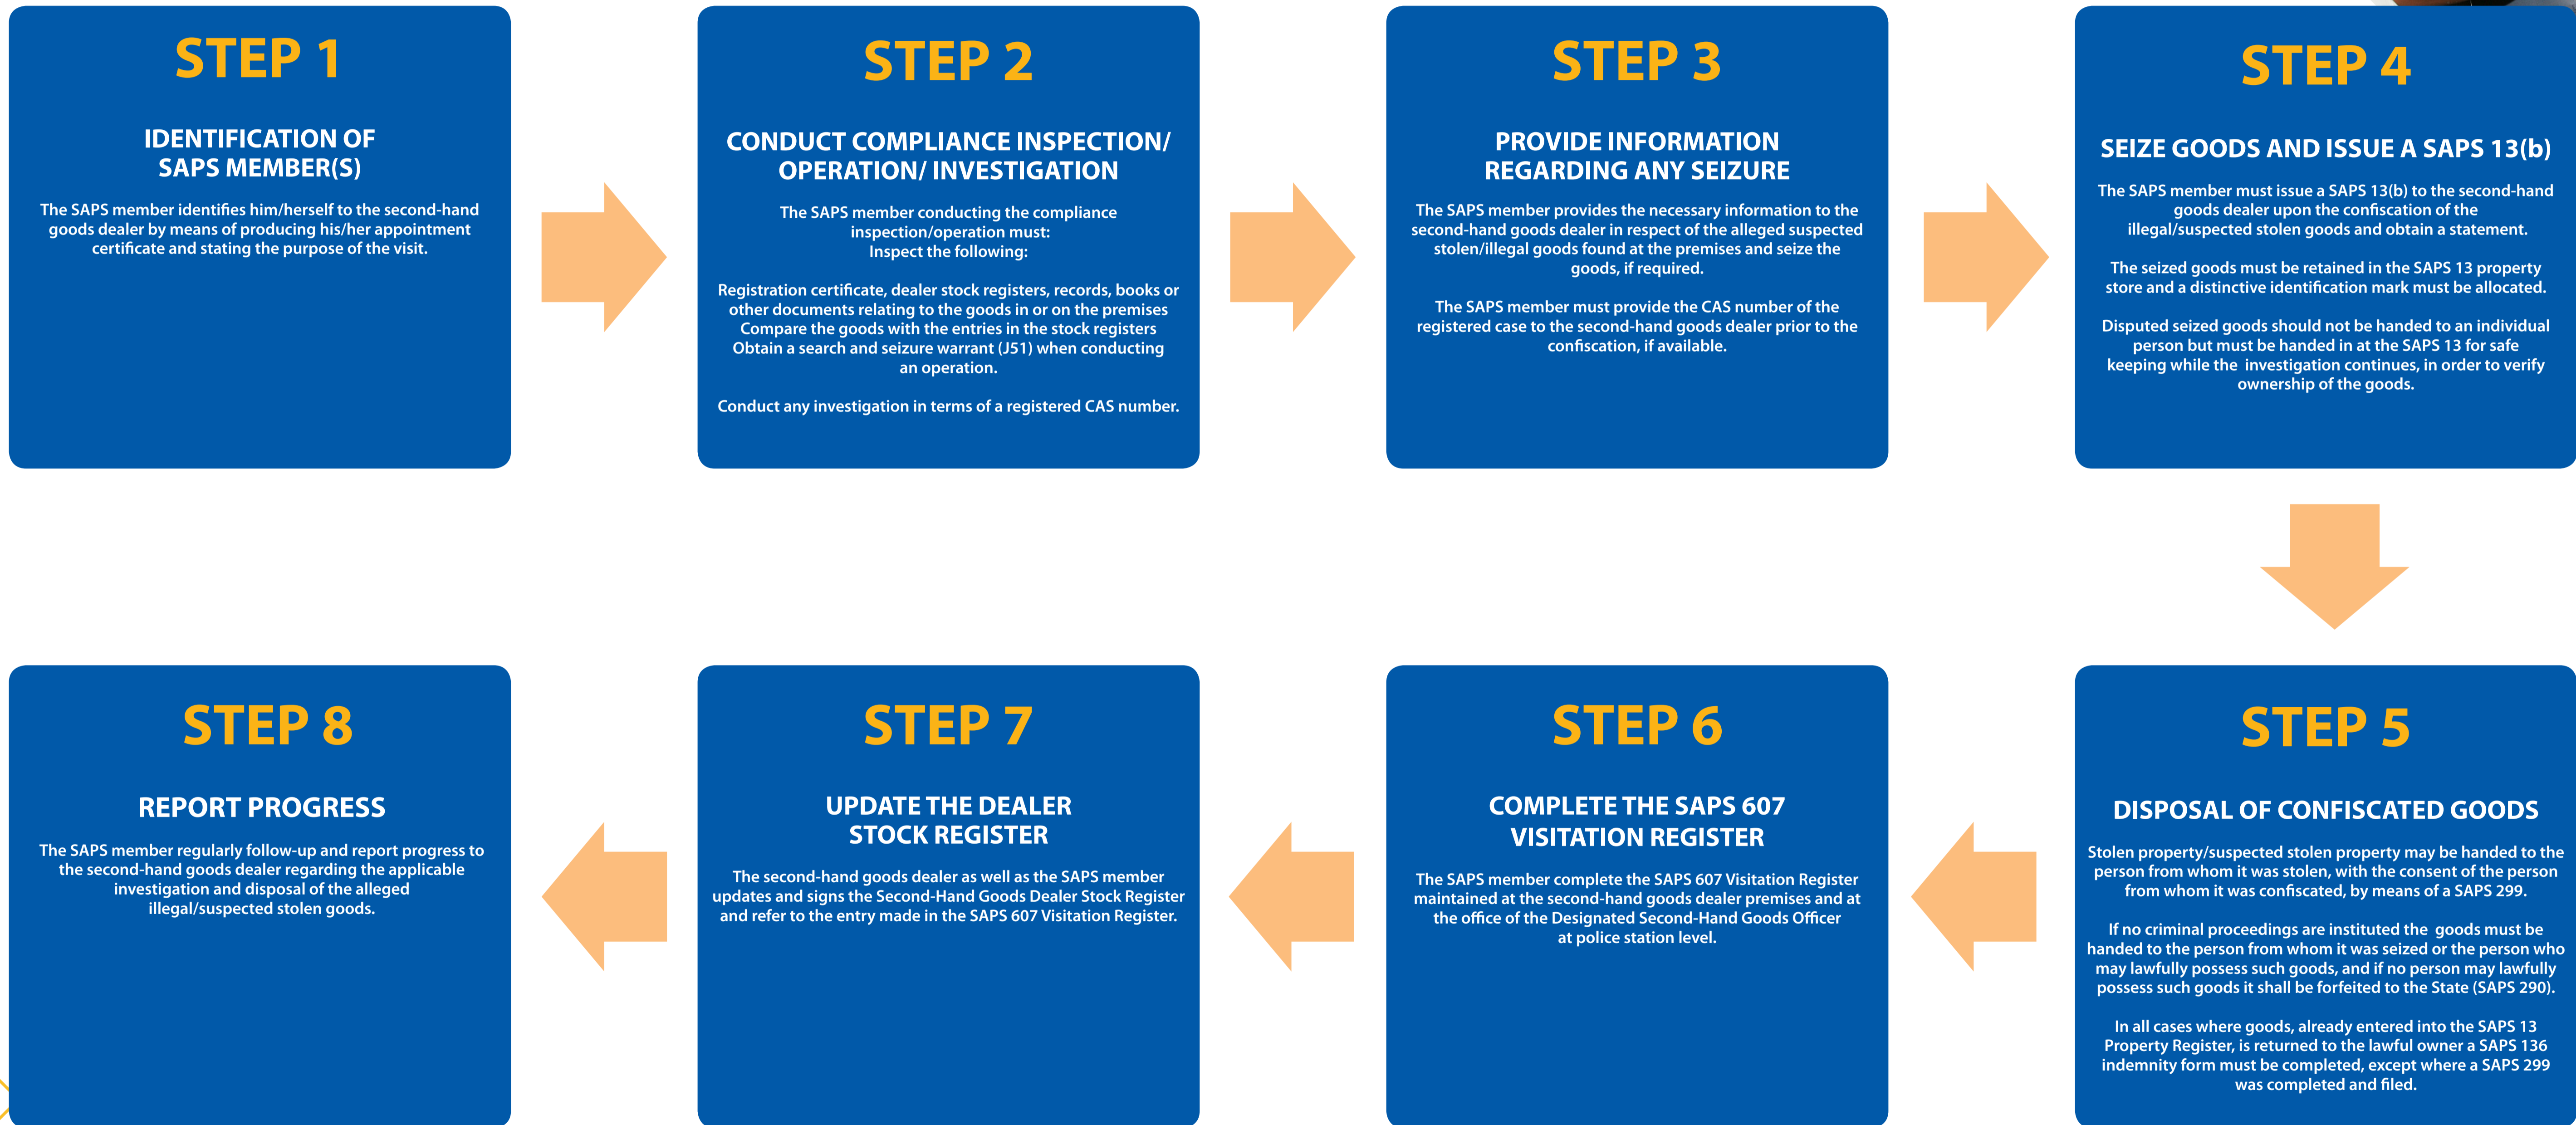 STEP 1
IDENTIFICATION OF
SAPS MEMBER(S)
The SAPS member identifies him/herself to the second-hand
goods dealer by means of producing his/her appointment
certificate and stating the purpose of the visit.
STEP 2
CONDUCT COMPLIANCE INSPECTION/
OPERATION/ INVESTIGATION
The SAPS member conducting the compliance
inspection/operation must:
Inspect the following:
Registration certificate, dealer stock registers, records, books or
other documents relating to the goods in or on the premises
Compare the goods with the entries in the stock registers
Obtain a search and seizure warrant (J51) when conducting
an operation.
Conduct any investigation in terms of a registered CAS number.
STEP 3
PROVIDE INFORMATION
REGARDING ANY SEIZURE
The SAPS member provides the necessary information to the
second-hand goods dealer in respect of the alleged suspected
stolen/illegal goods found at the premises and seize the
goods, if required.
The SAPS member must provide the CAS number of the
registered case to the second-hand goods dealer prior to the
confiscation, if available.
STEP 4
SEIZE GOODS AND ISSUE A SAPS 13(b)
The SAPS member must issue a SAPS 13(b) to the second-hand
goods dealer upon the confiscation of the
illegal/suspected stolen goods and obtain a statement.
The seized goods must be retained in the SAPS 13 property
store and a distinctive identification mark must be allocated.
Disputed seized goods should not be handed to an individual
person but must be handed in at the SAPS 13 for safe
keeping while the investigation continues, in order to verify
ownership of the goods.
STEP 5
DISPOSAL OF CONFISCATED GOODS
Stolen property/suspected stolen property may be handed to the
person from whom it was stolen, with the consent of the person
from whom it was confiscated, by means of a SAPS 299.
If no criminal proceedings are instituted the goods must be
handed to the person from whom it was seized or the person who
may lawfully possess such goods, and if no person may lawfully
possess such goods it shall be forfeited to the State (SAPS 290).
In all cases where goods, already entered into the SAPS 13
Property Register, is returned to the lawful owner a SAPS 136
indemnity form must be completed, except where a SAPS 299
was completed and filed.
STEP 6
COMPLETE THE SAPS 607
VISITATION REGISTER
The SAPS member complete the SAPS 607 Visitation Register
maintained at the second-hand goods dealer premises and at
the office of the Designated Second-Hand Goods Officer
at police station level.
STEP 7
UPDATE THE DEALER
STOCK REGISTER
The second-hand goods dealer as well as the SAPS member
updates and signs the Second-Hand Goods Dealer Stock Register
and refer to the entry made in the SAPS 607 Visitation Register.
STEP 8
REPORT PROGRESS
The SAPS member regularly follow-up and report progress to
the second-hand goods dealer regarding the applicable
investigation and disposal of the alleged
illegal/suspected stolen goods.